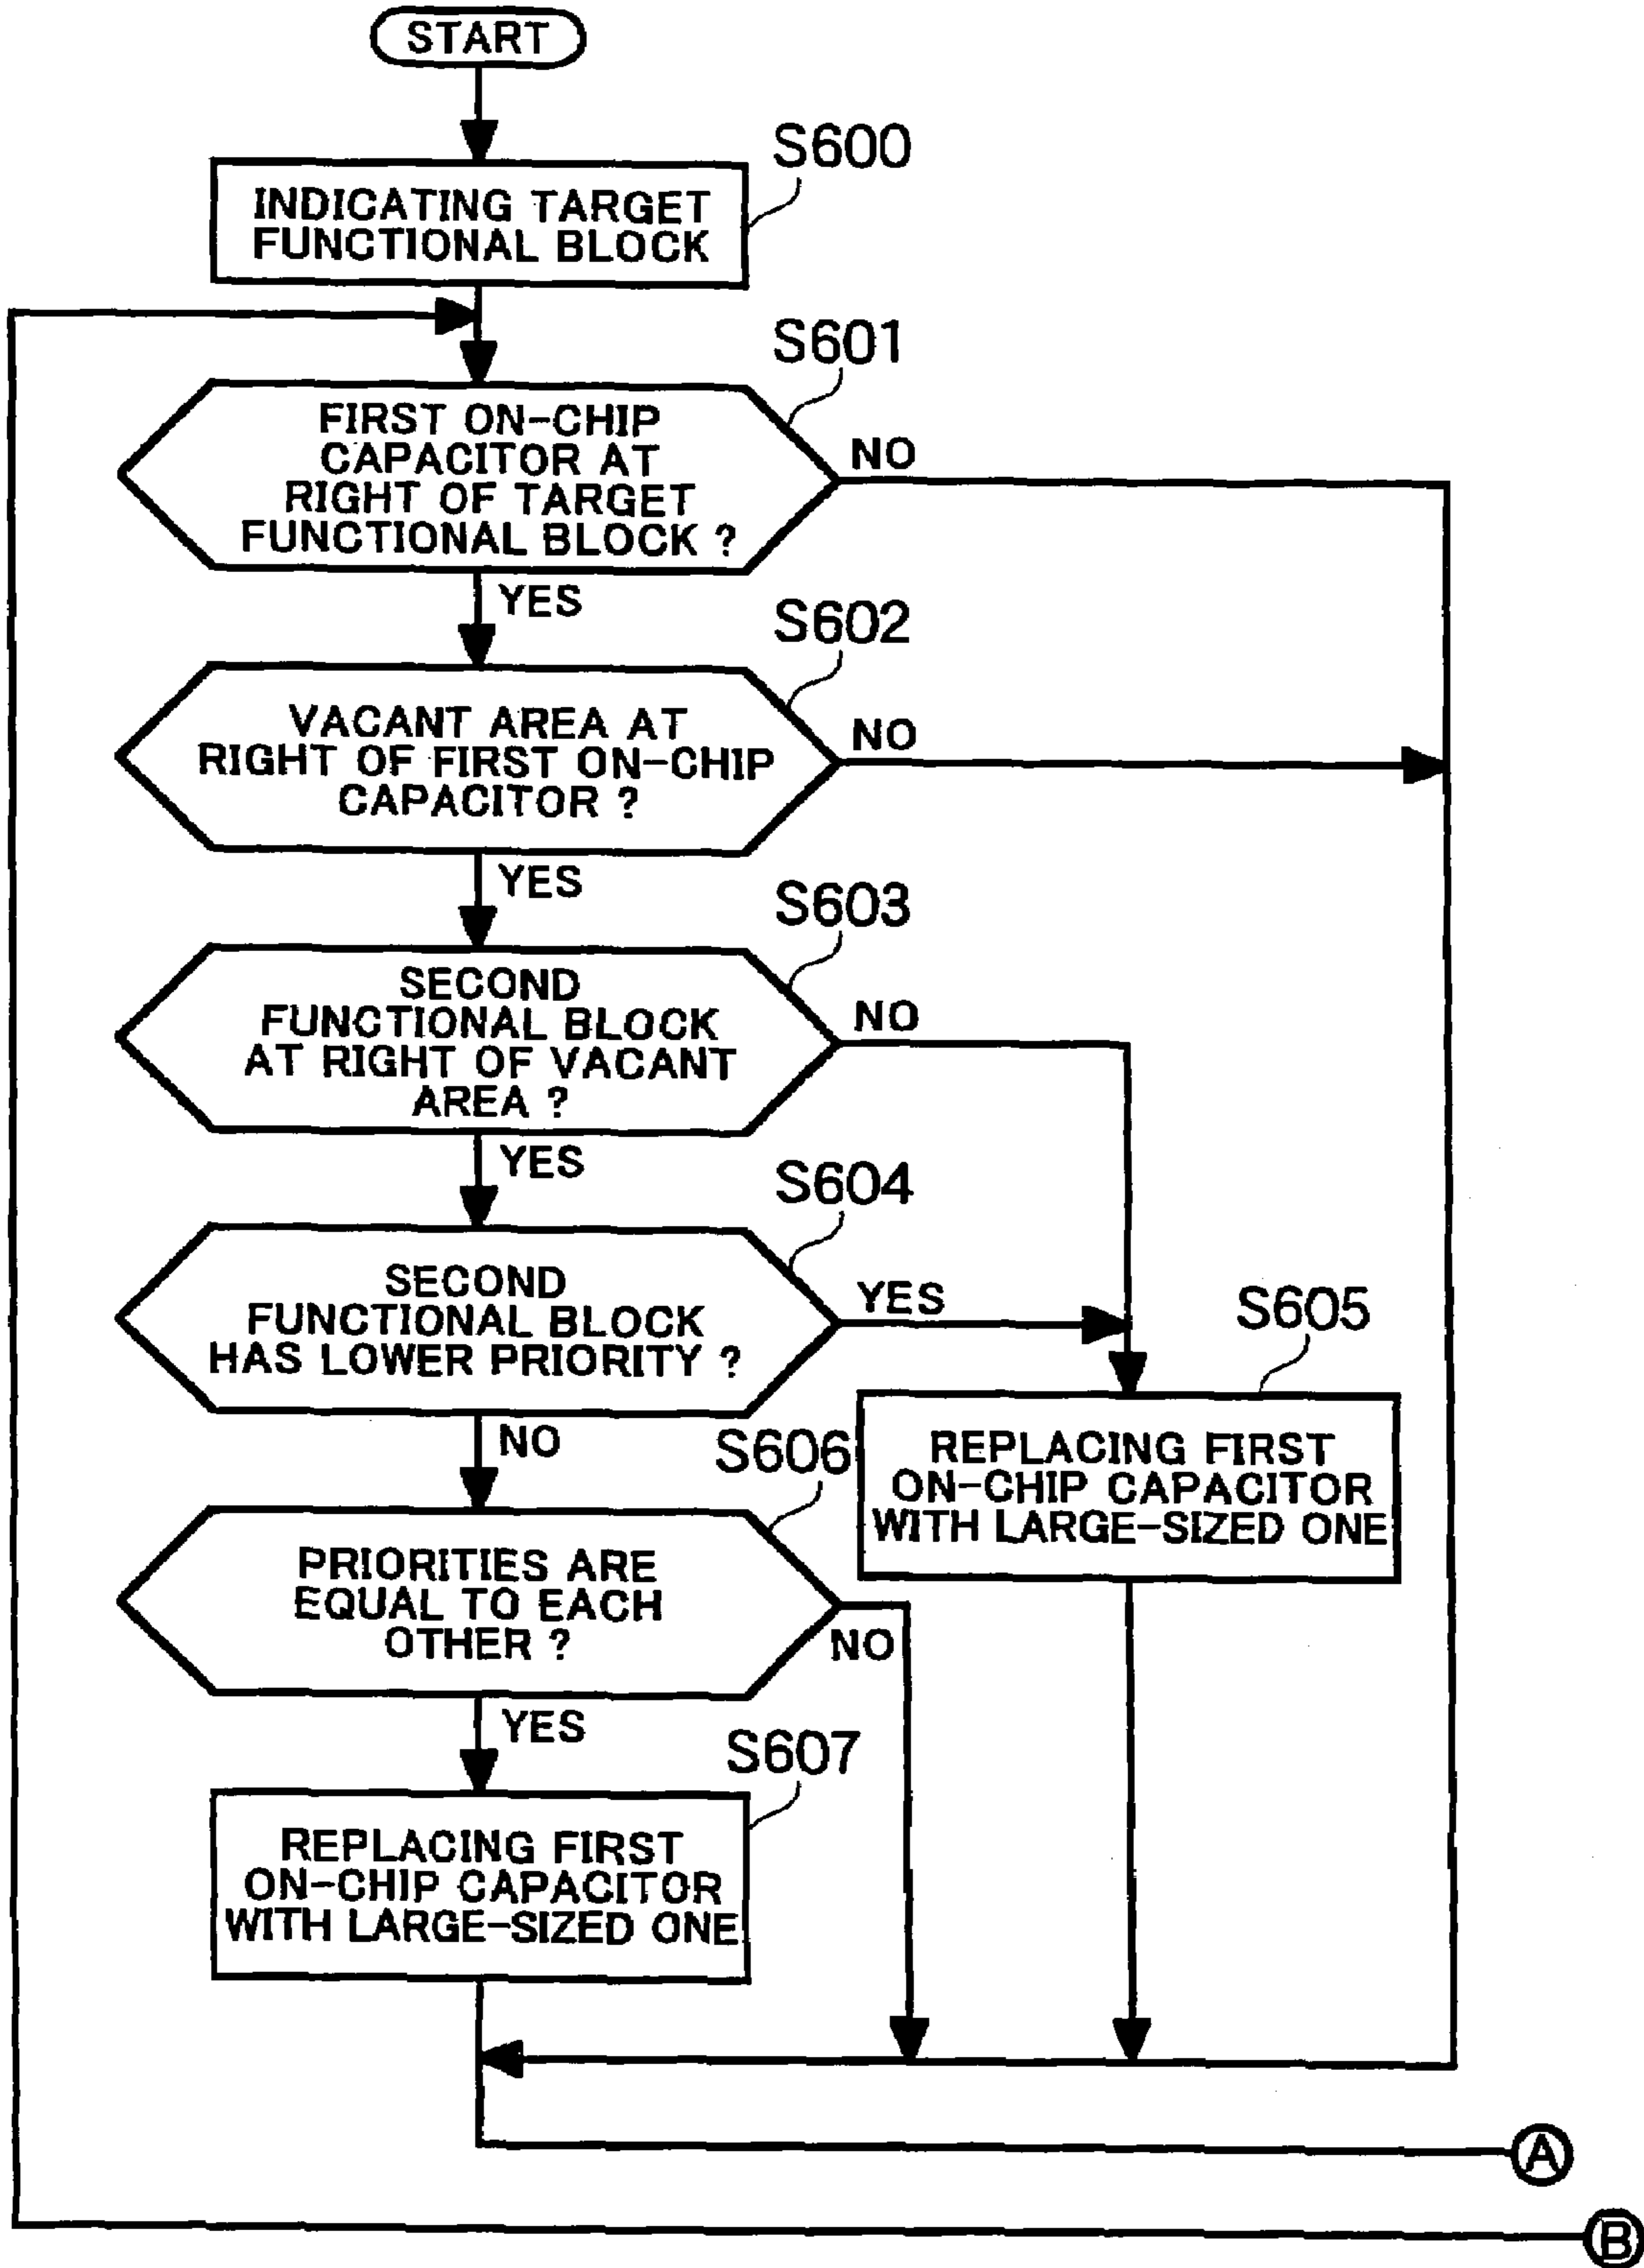 START
S600
INDICATING TARGET
FUNCTIONAL BLOCK
S601
FIRST ON-CHIP
CAPACITOR AT
RIGHT OF TARGET
FUNCTIONAL BLOCK ?
NO
YES
S602
VACANT AREA AT
RIGHT OF FIRST ON-CHIP
CAPACITOR ?
NO
YES
S603
SECOND
FUNCTIONAL BLOCK
AT RIGHT OF VACANT
AREA ?
NO
YES
S604
SECOND
FUNCTIONAL BLOCK
HAS LOWER PRIORITY ?
YES
NO
S605
REPLACING FIRST
ON-CHIP CAPACITOR
WITH LARGE-SIZED ONE
S606
PRIORITIES ARE
EQUAL TO EACH
OTHER ?
NO
YES
S607
REPLACING FIRST
ON-CHIP CAPACITOR
WITH LARGE-SIZED ONE
A
B